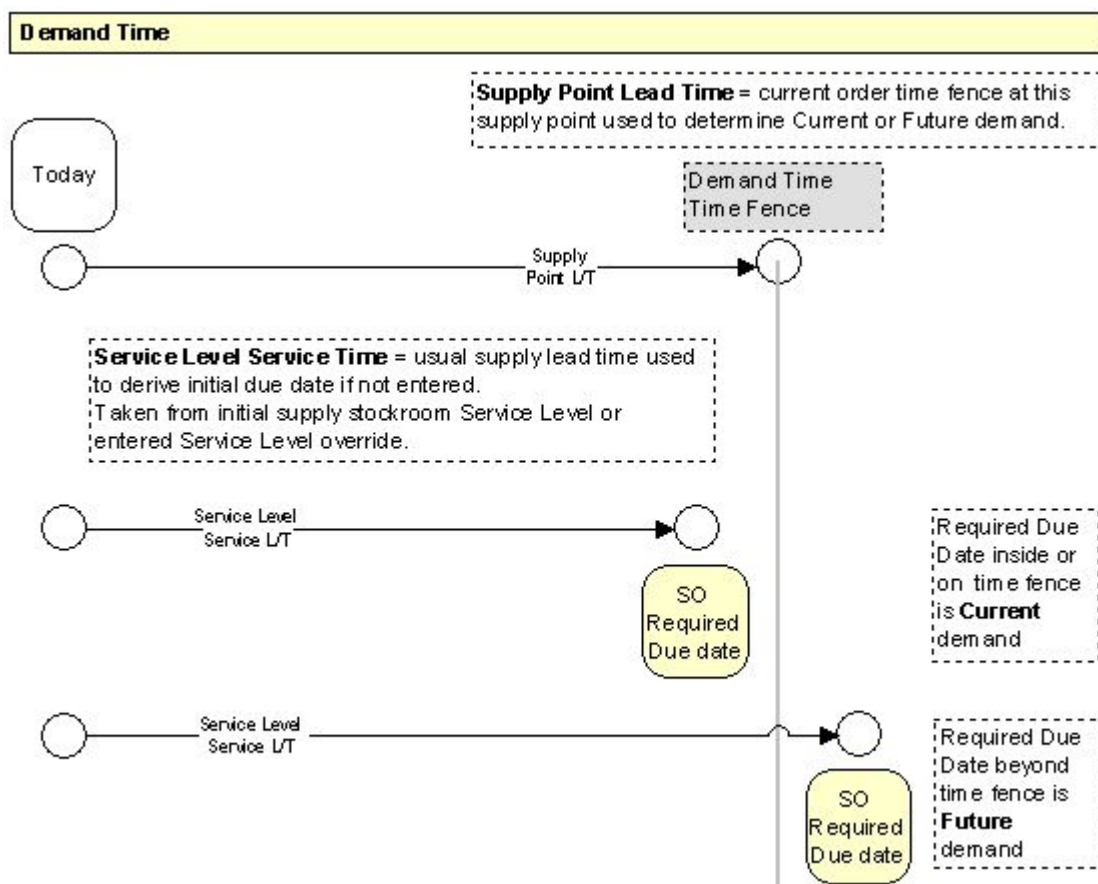 Demand Time
Supply Point Lead Time = current order time fence at this
supply point used to determine Current or Future demand.
Today
Demand Time
Time Fence
Supply
Point L/T
Service Level Service Time = usual supply lead time used
to derive initial due date if not entered.
Taken from initial supply stockroom Service Level or
entered Service Level override.
Service Level
Service L/T
SO
Required
Due date
Required Due
Date inside or
on time fence
is Current
demand
Service Level
Service L/T
SO
Required
Due date
Required Due
Date beyond
time fence is
Future
demand